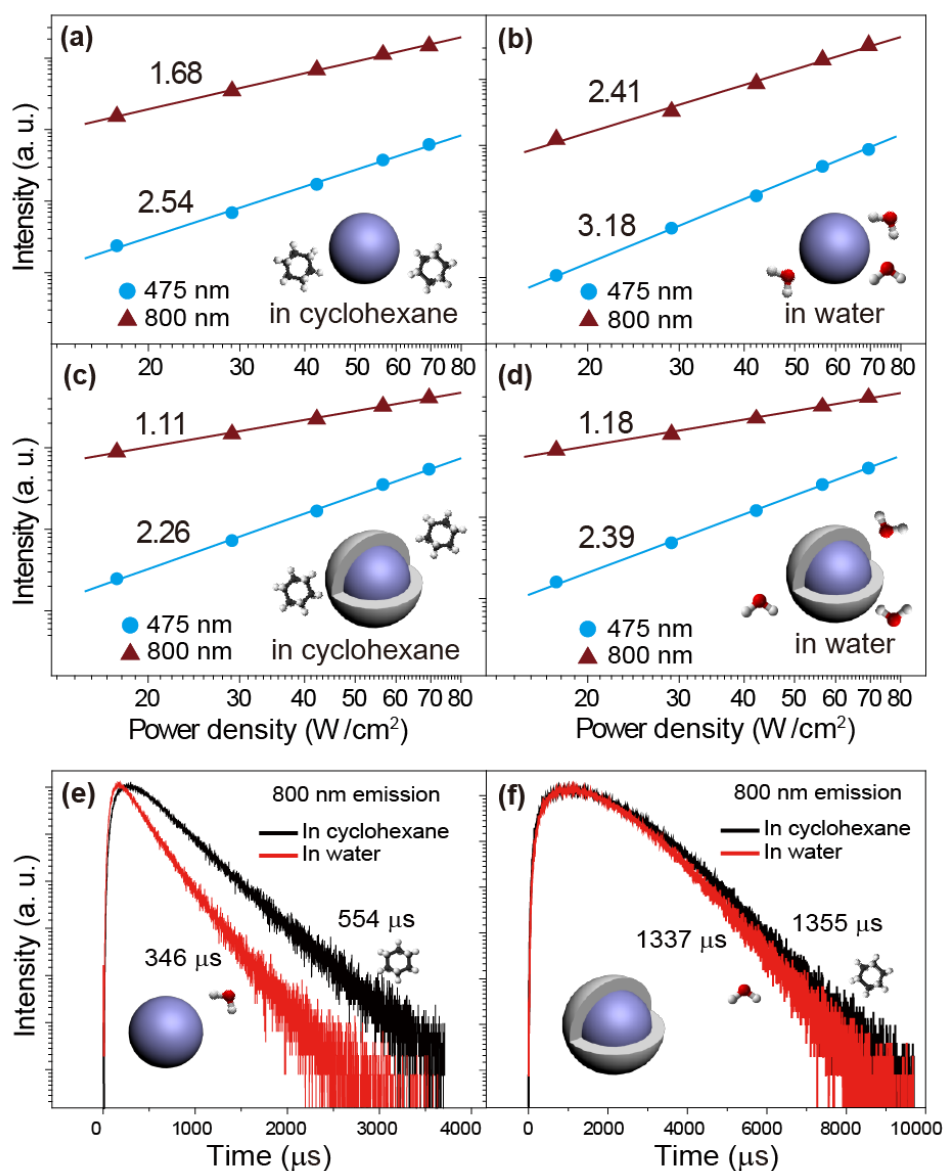 (a)
1.68
2.54
475 nm
800 nm
in cyclohexane
Intensity (a. u.)
(b)
2.41
3.18
475 nm
800 nm
in water
Intensity (a. u.)
20 30 40 50 60 70 80
20 30 40 50 60 70 80
(c)
1.11
2.26
475 nm
800 nm
in cyclohexane
Intensity (a. u.)
20 30 40 50 60 70 80
Power density (W/cm²)
(d)
1.18
2.39
475 nm
800 nm
in water
20 30 40 50 60 70 80
Power density (W/cm²)
(e)
800 nm emission
In cyclohexane
In water
554 μs
346 μs
Intensity (a. u.)
0 1000 2000 3000 4000
Time (μs)
(f)
800 nm emission
In cyclohexane
In water
1355 μs
1337 μs
0 2000 4000 6000 8000 10000
Time (μs)